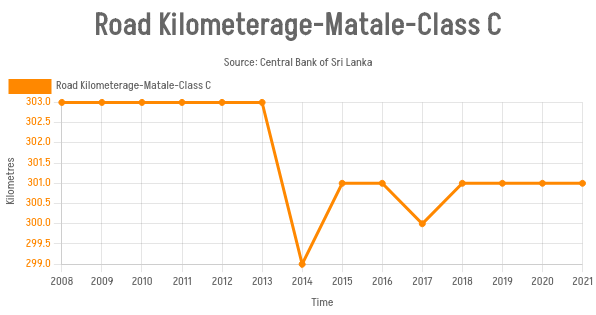 Road Kilometerage-Matale-Class C
Source: Central Bank of Sri Lanka
Road Kilometerage-Matale-Class C
303.0
302.5
302.0
301.5
301.0
300.5
300.0
299.5
299.0
Kilometres
2008 2009 2010 2011 2012 2013 2014 2015 2016 2017 2018 2019 2020 2021
Time